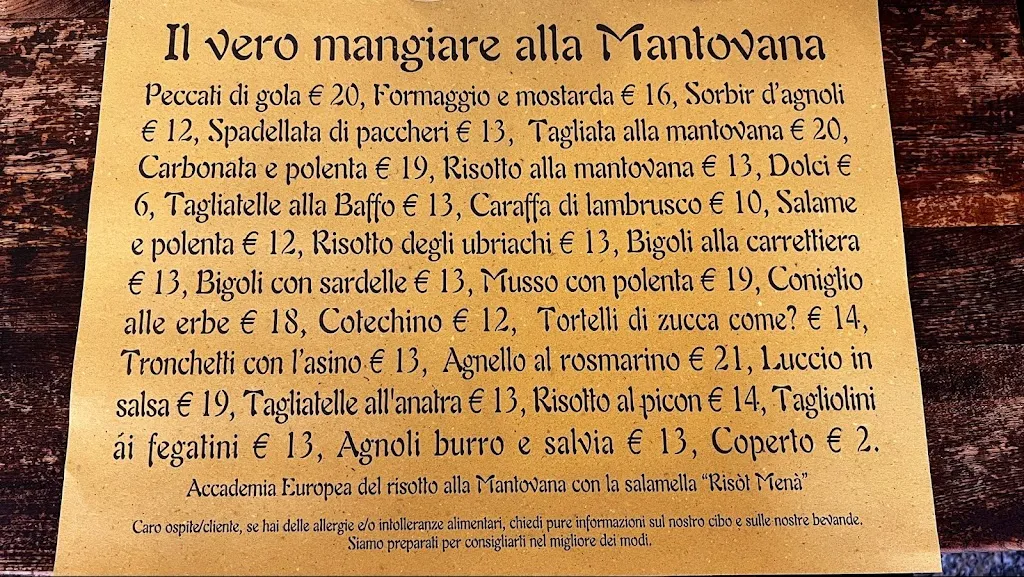 Il vero mangiare alla Mantovana
Peccati di gola € 20, Formaggio e mostarda € 16, Sorbir d'agnoli
€ 12, Spadellata di paccheri € 13, Tagliata alla mantovana € 20,
Carbonata e polenta € 19, Risotto alla mantovana € 13, Dolci €
6, Tagliatelle alla Baffo € 13, Caraffa di lambrusco € 10, Salame
e polenta € 12, Risotto degli ubriachi € 13, Bigoli alla carrettiera
€ 13, Bigoli con sardelle € 13, Musso con polenta € 19, Coniglio
alle erbe € 18, Cotechino € 12, Tortelli di zucca come? € 14,
Tronchetti con l'asino € 13, Agnello al rosmarino € 21, Luccio in
salsa € 19, Tagliatelle all'anatra € 13, Risotto al picon € 14, Tagliolini
ái fegatini € 13, Agnoli burro e salvia € 13, Coperto € 2.
Accademia Europea del risotto alla Mantovana con la salamella “Risòt Menà”
Caro ospite/cliente, se hai delle allergie e/o intolleranze alimentari, chiedi pure informazioni sul nostro cibo e sulle nostre bevande.
Siamo preparati per consigliarti nel migliore dei modi.